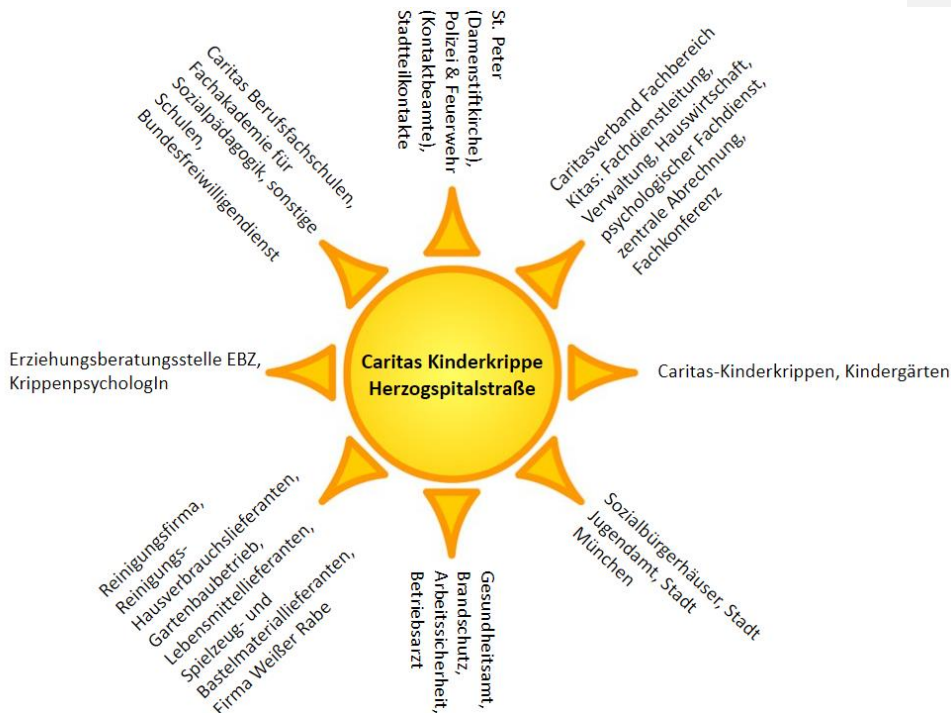 St. Peter
(Damenstiftkirche),
Polizei & Feuerwehr
(Kontaktbeamte),
Stadtteilkontakte
Caritasverband Fachbereich
Kitas: Fachdienstleitung,
Verwaltung, Hauswirtschaft,
psychologischer Fachdienst,
zentrale Abrechnung,
Fachkonferenz
Caritas Berufsfachschulen,
Fachakademie für
Sozialpädagogik, sonstige
Schulen,
Bundesfreiwilligendienst
Erziehungsberatungsstelle EBZ,
KrippenpsychologIn
Caritas Kinderkrippe
Herzogspitalstraße
Caritas-Kinderkrippen, Kindergärten
Reinigungsfirma,
Reinigungs-
Hausverbrauchslieferanten,
Gartenbaubetrieb,
Lebensmittellieferanten,
Spielzeug- und
Bastelmateriallieferanten,
Firma Weißer Rabe
Gesundheitsamt,
Brandschutz,
Arbeitssicherheit,
Betriebsarzt
Sozialbürgerhäuser, Stadt
Jugendamt, Stadt
München